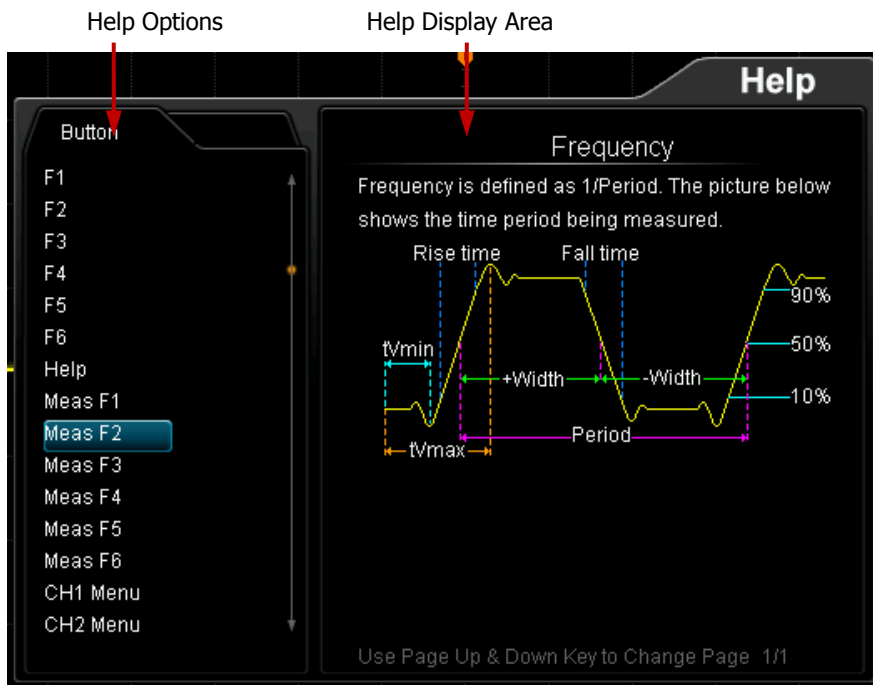 Help Options
Help Display Area
Help
Button
F1
F2
F3
F4
F5
F6
Help
Meas F1
Meas F2
Meas F3
Meas F4
Meas F5
Meas F6
CH1 Menu
CH2 Menu
Frequency
Frequency is defined as 1/Period. The picture below
shows the time period being measured.
Rise time
Fall time
90%
tVmin
50%
+Width
-Width
10%
Period
tVmax
Use Page Up & Down Key to Change Page 1/1